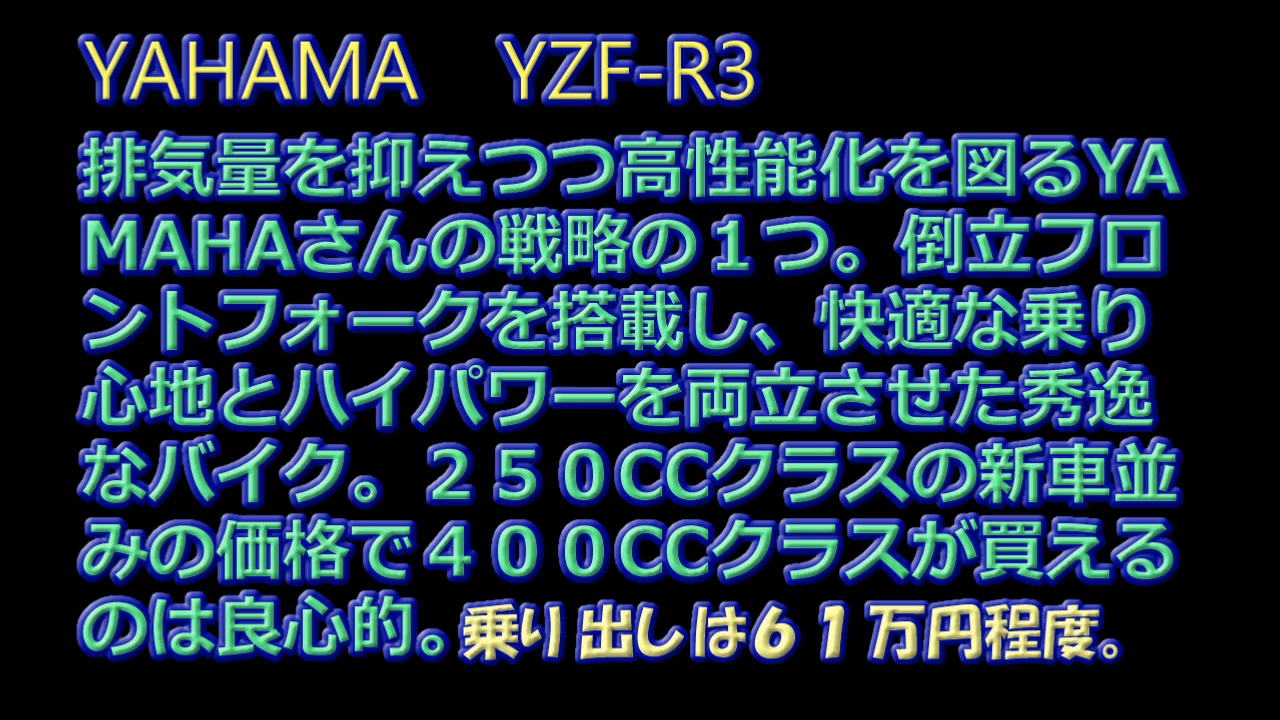 YAHAMA　YZF-R3
排気量を抑えつつ高性能化を図るYA
MAHAさんの戦略の１つ。倒立フロ
ントフォークを搭載し、快適な乗り
心地とハイパワーを両立させた秀逸
なバイク。２５０CCクラスの新車並
みの価格で４００CCクラスが買える
のは良心的。乗り出しは６１万円程度。